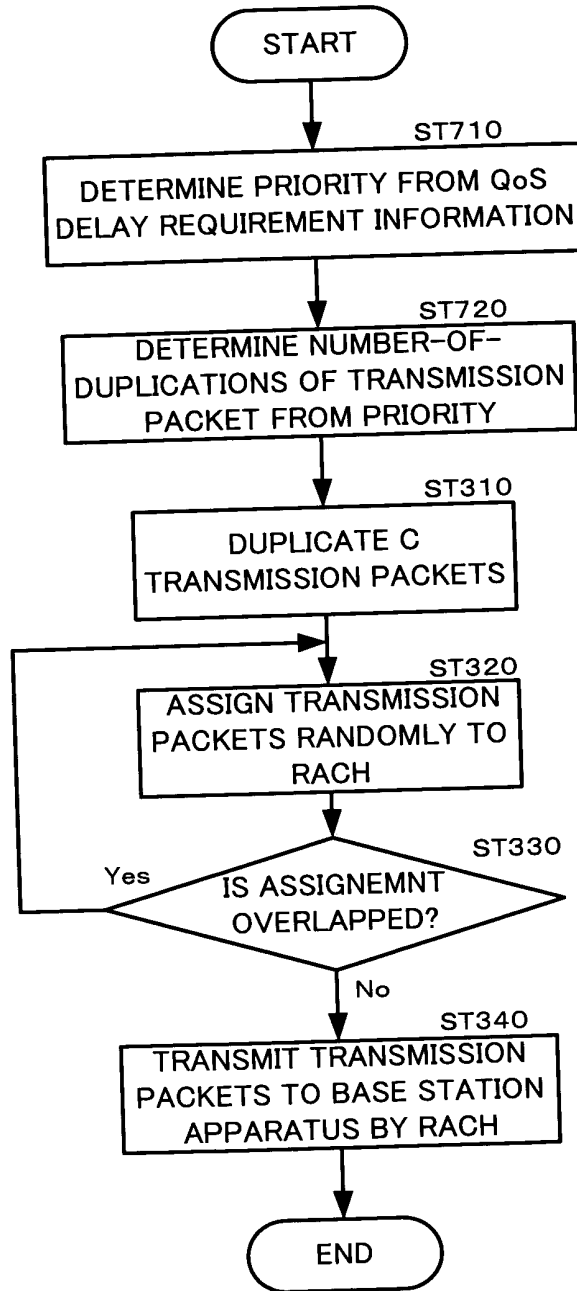 START
ST710
DETERMINE PRIORITY FROM QoS
DELAY REQUIREMENT INFORMATION
ST720
DETERMINE NUMBER-OF-
DUPLICATIONS OF TRANSMISSION
PACKET FROM PRIORITY
ST310
DUPLICATE C
TRANSMISSION PACKETS
ST320
ASSIGN TRANSMISSION
PACKETS RANDOMLY TO
RACH
ST330
Yes
IS ASSIGNEMNT
OVERLAPPED?
No
ST340
TRANSMIT TRANSMISSION
PACKETS TO BASE STATION
APPARATUS BY RACH
END